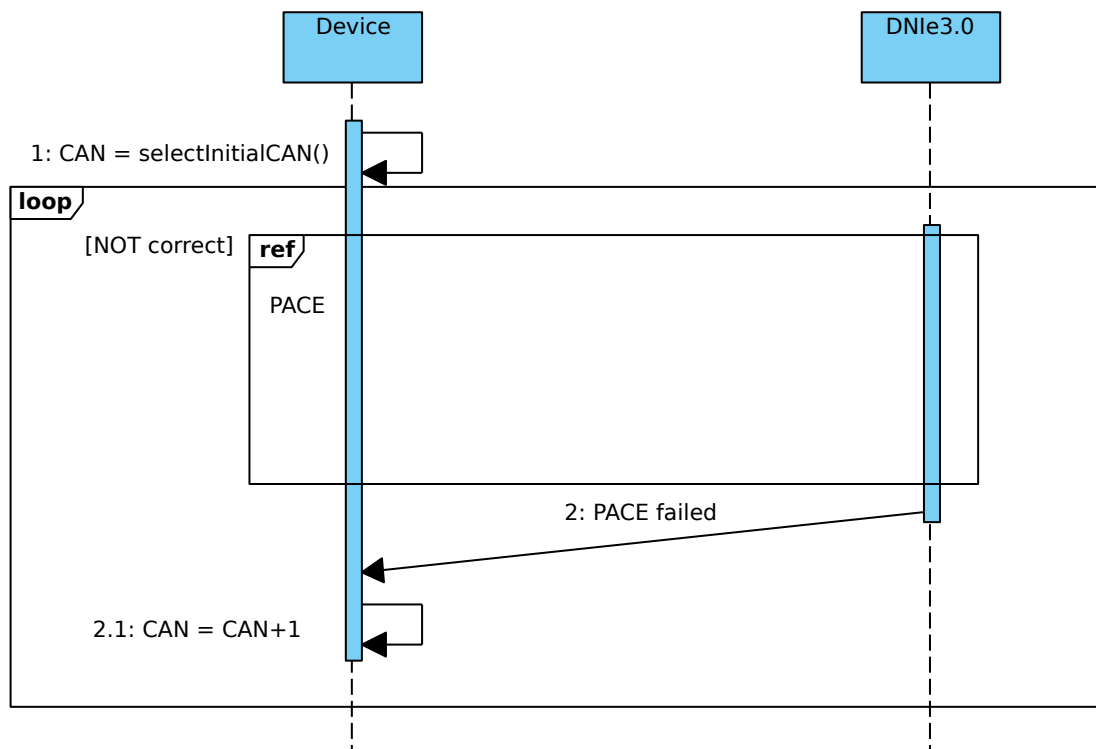 Device
DNIe3.0
1: CAN = selectInitialCAN()
loop
[NOT correct]
ref
PACE
2: PACE failed
2.1: CAN = CAN+1